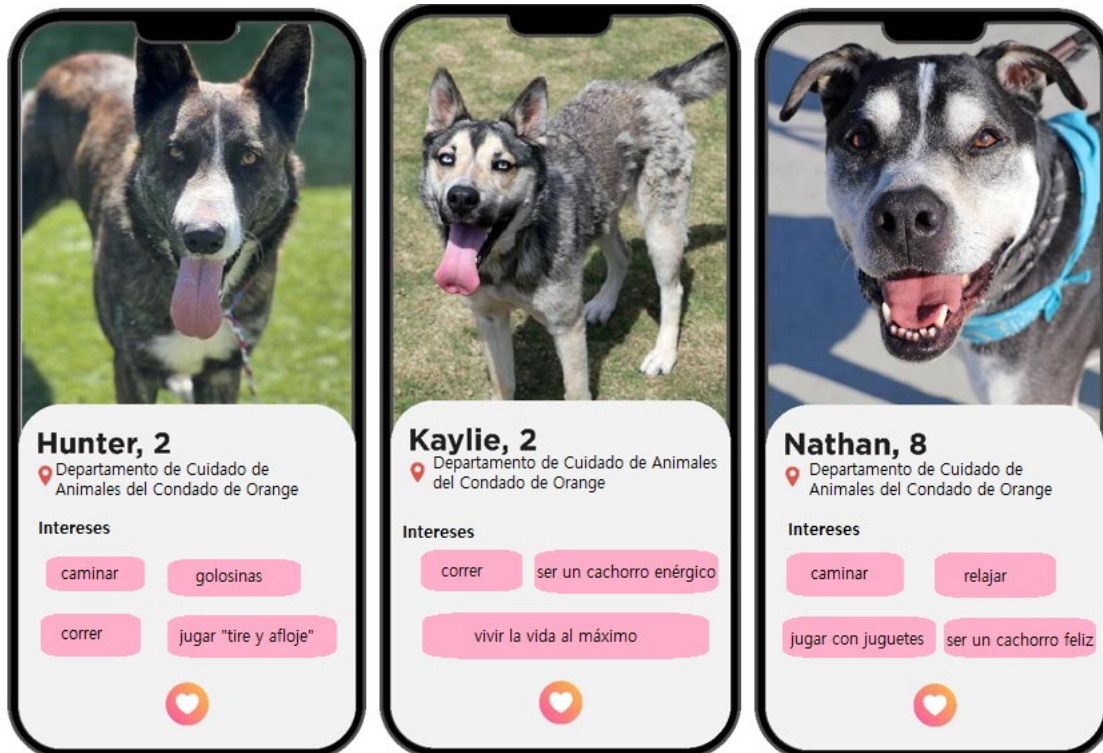 Hunter, 2
Departamento de Cuidado de
Animales del Condado de Orange
Intereses
caminar
golosinas
correr
jugar "tire y afloje"
Kaylie, 2
Departamento de Cuidado de Animales
del Condado de Orange
Intereses
correr
ser un cachorro enérgico
vivir la vida al máximo
Nathan, 8
Departamento de Cuidado de
Animales del Condado de Orange
Intereses
caminar
relajar
jugar con juguetes
ser un cachorro feliz